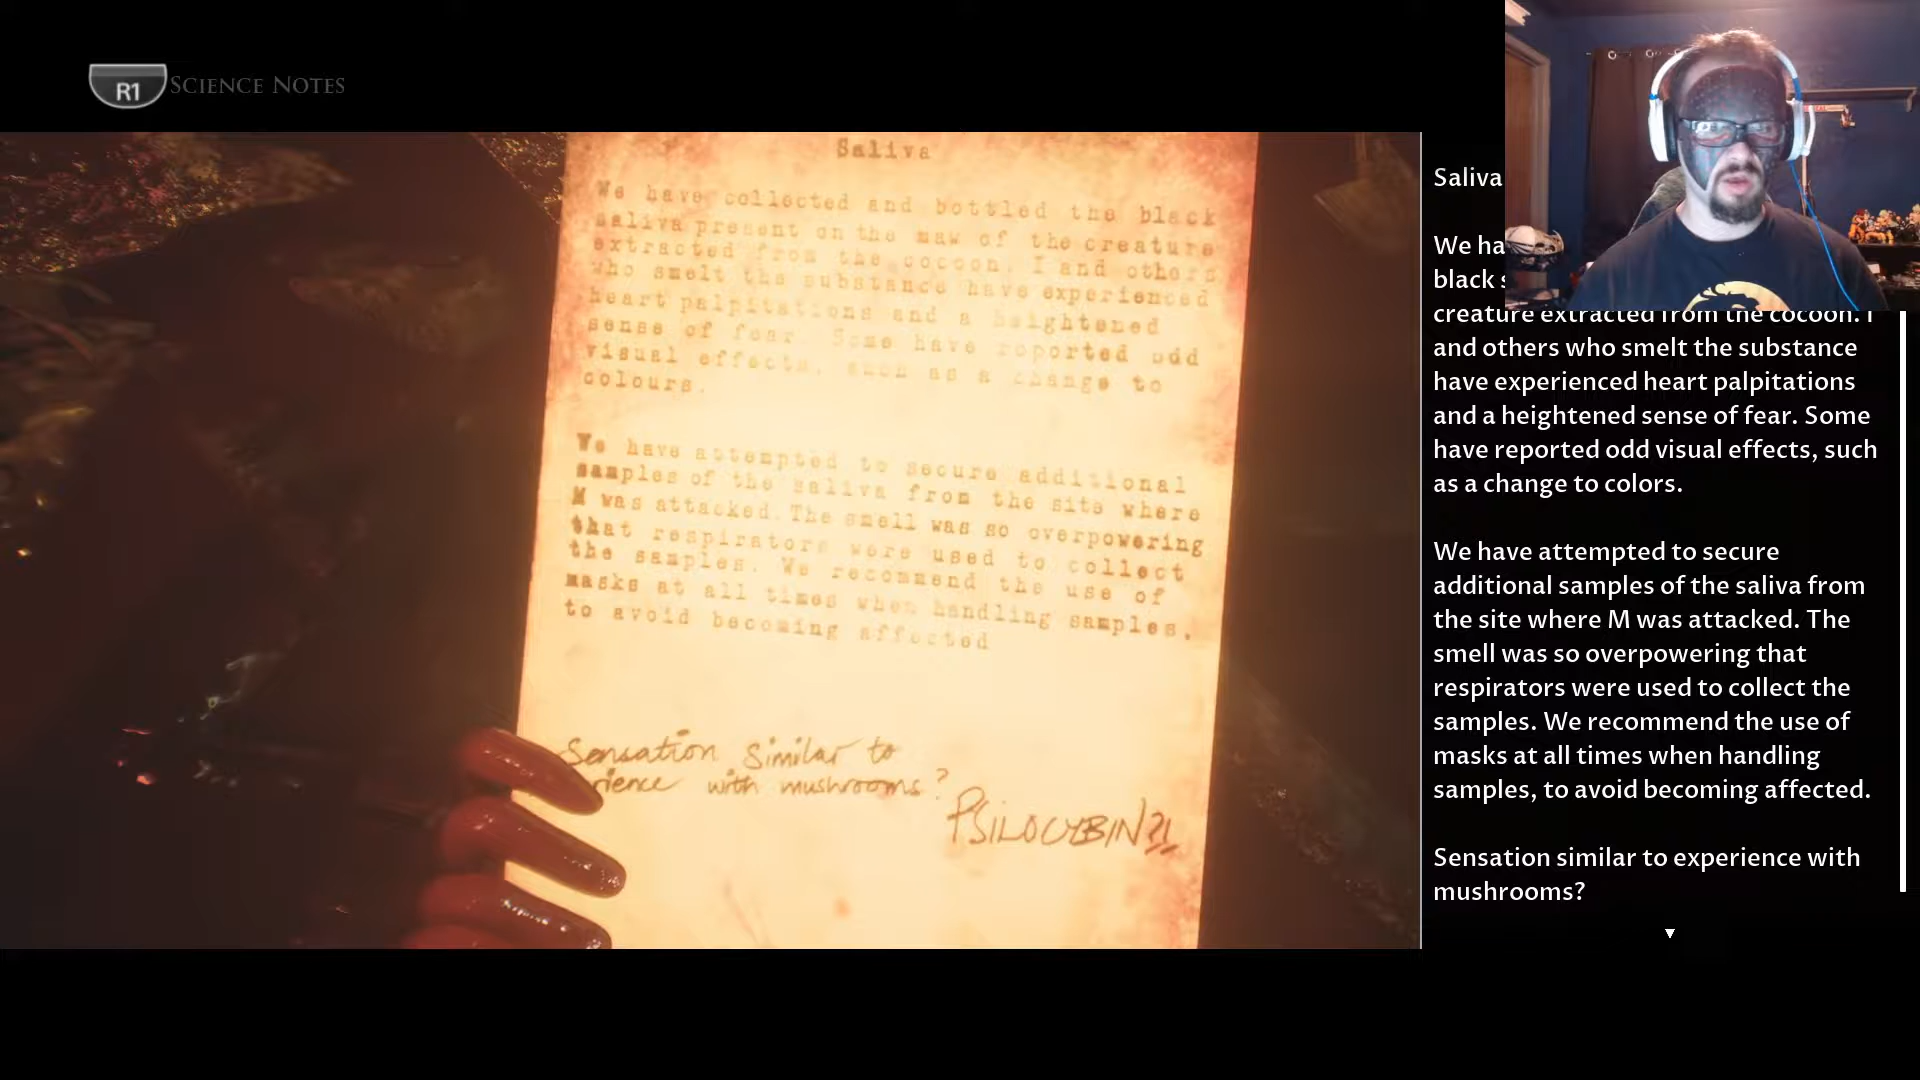 R1 SCIENCE NOTES
Saliva
We have collected and bottled the black
saliva present on the maw of the creature
extracted from the cocoon. I and others
who smelt the substance have experienced
heart palpitations and a heightened
sense of fear. Some have reported odd
visual effects, such as a change to
colours.
We have attempted to secure additional
samples of the saliva from the site where
M was attacked. The smell was so overpowering
that respirators were used to collect
the samples. We recommend the use of
masks at all times when handling samples,
to avoid becoming affected
Sensation similar to
rience with mushrooms?
PSILOCYBIN?!
Saliva
We ha
black s
creature extracted from the cocoon. I
and others who smelt the substance
have experienced heart palpitations
and a heightened sense of fear. Some
have reported odd visual effects, such
as a change to colors.
We have attempted to secure
additional samples of the saliva from
the site where M was attacked. The
smell was so overpowering that
respirators were used to collect the
samples. We recommend the use of
masks at all times when handling
samples, to avoid becoming affected.
Sensation similar to experience with
mushrooms?